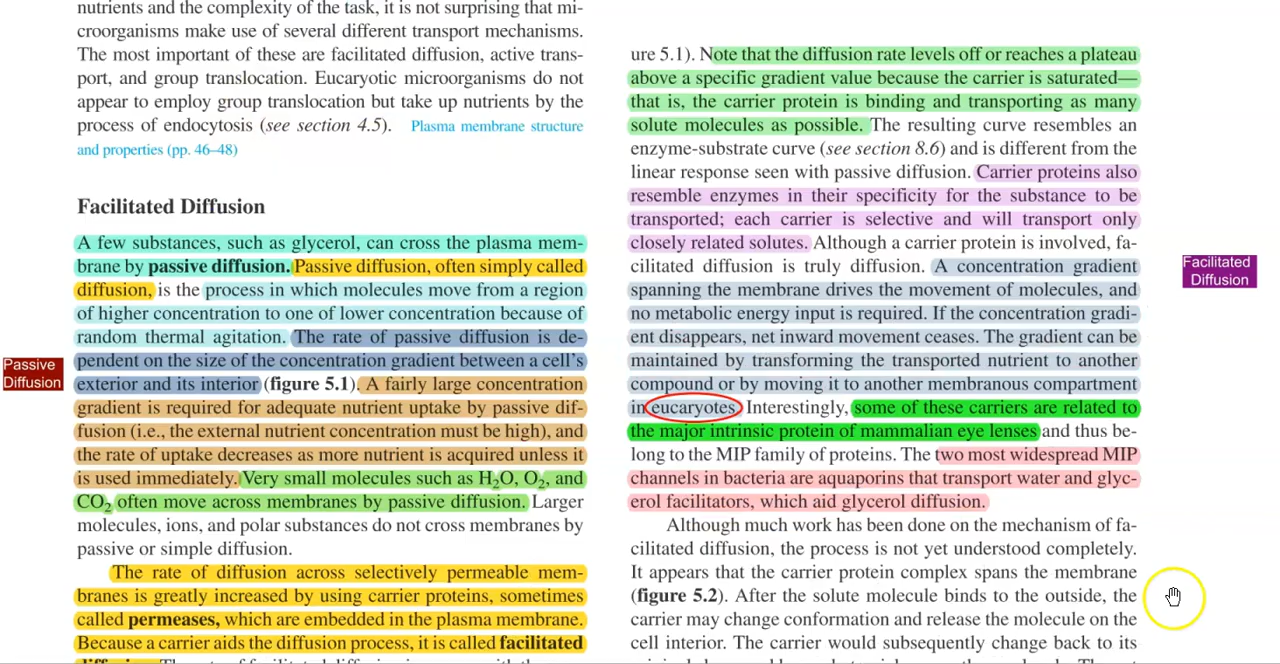 nutrients and the complexity of the task, it is not surprising that mi-
croorganisms make use of several different transport mechanisms.
The most important of these are facilitated diffusion, active trans-
port, and group translocation. Eucaryotic microorganisms do not
appear to employ group translocation but take up nutrients by the
process of endocytosis (see section 4.5). Plasma membrane structure
and properties (pp. 46–48)
Facilitated Diffusion
A few substances, such as glycerol, can cross the plasma mem-
brane by passive diffusion. Passive diffusion, often simply called
diffusion, is the process in which molecules move from a region
of higher concentration to one of lower concentration because of
random thermal agitation. The rate of passive diffusion is de-
pendent on the size of the concentration gradient between a cell's
exterior and its interior (figure 5.1). A fairly large concentration
gradient is required for adequate nutrient uptake by passive dif-
fusion (i.e., the external nutrient concentration must be high), and
the rate of uptake decreases as more nutrient is acquired unless it
is used immediately. Very small molecules such as H2O, O2, and
CO2 often move across membranes by passive diffusion. Larger
molecules, ions, and polar substances do not cross membranes by
passive or simple diffusion.
The rate of diffusion across selectively permeable mem-
branes is greatly increased by using carrier proteins, sometimes
called permeases, which are embedded in the plasma membrane.
Because a carrier aids the diffusion process, it is called facilitated
Passive
Diffusion
ure 5.1). Note that the diffusion rate levels off or reaches a plateau
above a specific gradient value because the carrier is saturated—
that is, the carrier protein is binding and transporting as many
solute molecules as possible. The resulting curve resembles an
enzyme-substrate curve (see section 8.6) and is different from the
linear response seen with passive diffusion. Carrier proteins also
resemble enzymes in their specificity for the substance to be
transported; each carrier is selective and will transport only
closely related solutes. Although a carrier protein is involved, fa-
cilitated diffusion is truly diffusion. A concentration gradient
spanning the membrane drives the movement of molecules, and
no metabolic energy input is required. If the concentration gradi-
ent disappears, net inward movement ceases. The gradient can be
maintained by transforming the transported nutrient to another
compound or by moving it to another membranous compartment
in eucaryotes. Interestingly, some of these carriers are related to
the major intrinsic protein of mammalian eye lenses and thus be-
long to the MIP family of proteins. The two most widespread MIP
channels in bacteria are aquaporins that transport water and glyc-
erol facilitators, which aid glycerol diffusion.
Although much work has been done on the mechanism of fa-
cilitated diffusion, the process is not yet understood completely.
It appears that the carrier protein complex spans the membrane
(figure 5.2). After the solute molecule binds to the outside, the
carrier may change conformation and release the molecule on the
cell interior. The carrier would subsequently change back to its
Facilitated
Diffusion